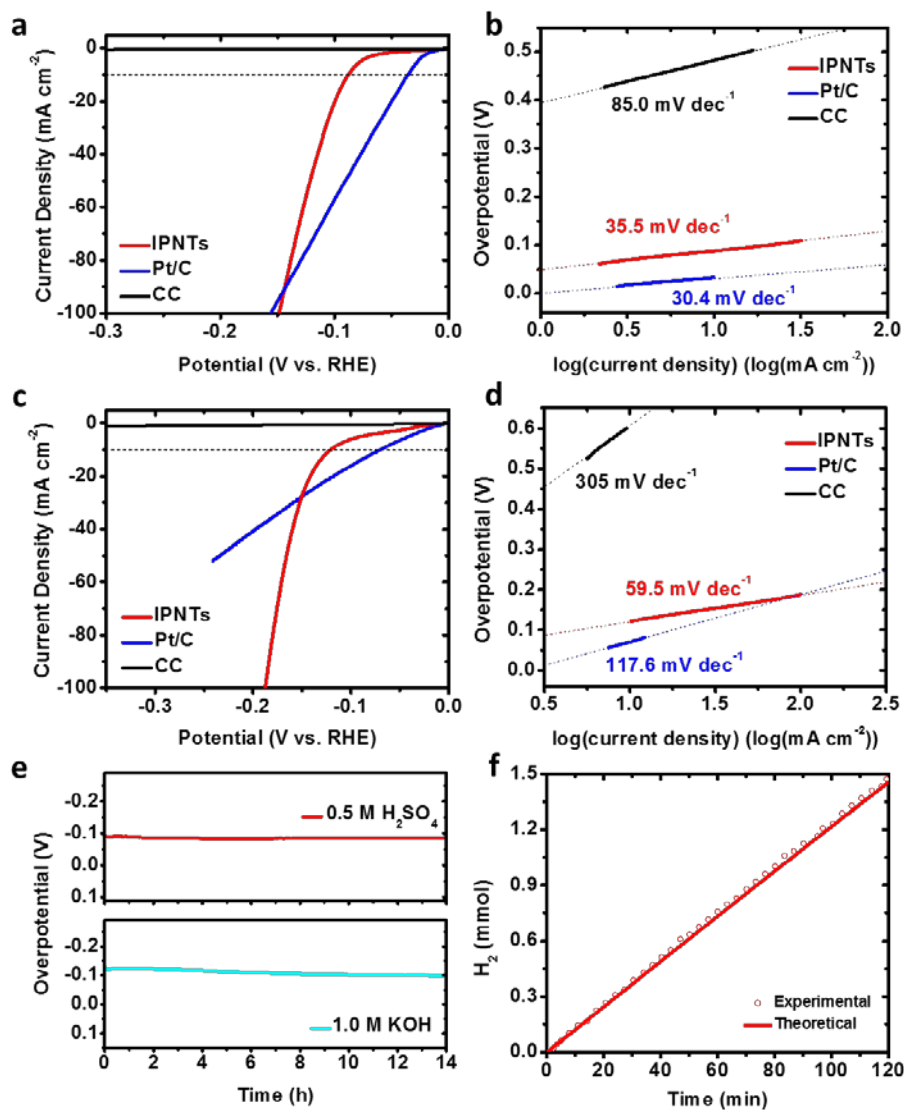 a
0
-20
-40
-60
-80
-100
Current Density (mA cm⁻²)
IPNTs
Pt/C
CC
-0.3
-0.2
-0.1
0.0
Potential (V vs. RHE)
b
0.5
0.4
0.3
0.2
0.1
0.0
Overpotential (V)
IPNTs
Pt/C
CC
85.0 mV dec⁻¹
35.5 mV dec⁻¹
30.4 mV dec⁻¹
0.0
0.5
1.0
1.5
2.0
log(current density) (log(mA cm⁻²))
c
0
-20
-40
-60
-80
-100
Current Density (mA cm⁻²)
IPNTs
Pt/C
CC
-0.3
-0.2
-0.1
0.0
Potential (V vs. RHE)
d
0.6
0.5
0.4
0.3
0.2
0.1
0.0
Overpotential (V)
IPNTs
Pt/C
CC
305 mV dec⁻¹
59.5 mV dec⁻¹
117.6 mV dec⁻¹
0.5
1.0
1.5
2.0
2.5
log(current density) (log(mA cm⁻²))
e
-0.2
-0.1
0.0
0.1
0.5 M H₂SO₄
-0.2
-0.1
0.0
0.1
1.0 M KOH
Overpotential (V)
0
2
4
6
8
10
12
14
Time (h)
f
1.5
1.2
0.9
0.6
0.3
0.0
H₂ (mmol)
Experimental
Theoretical
0
20
40
60
80
100
120
Time (min)